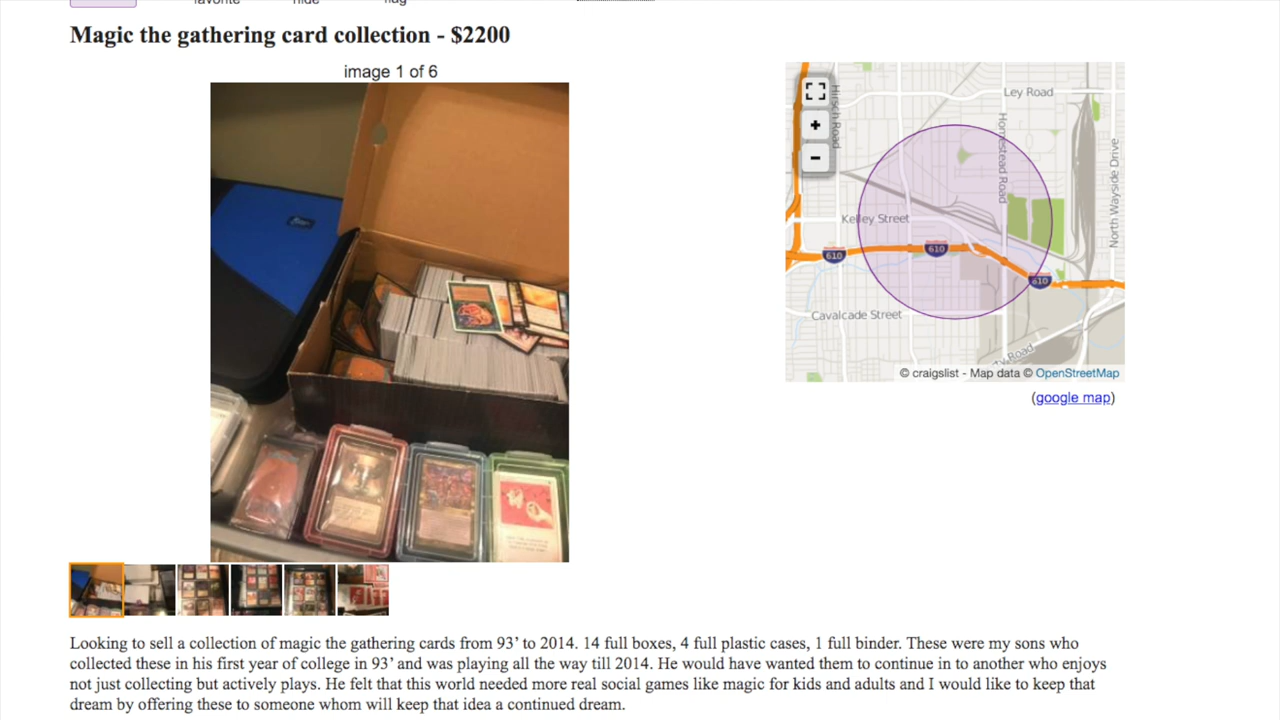 favorite hide flag
Magic the gathering card collection - $2200
image 1 of 6
Hirsch Road
Ley Road
Homestead Road
North Wayside Drive
+
-
Kelley Street
610
610
610
Cavalcade Street
Road
© craigslist - Map data © OpenStreetMap
(google map)
Looking to sell a collection of magic the gathering cards from 93’ to 2014. 14 full boxes, 4 full plastic cases, 1 full binder. These were my sons who
collected these in his first year of college in 93’ and was playing all the way till 2014. He would have wanted them to continue in to another who enjoys
not just collecting but actively plays. He felt that this world needed more real social games like magic for kids and adults and I would like to keep that
dream by offering these to someone whom will keep that idea a continued dream.